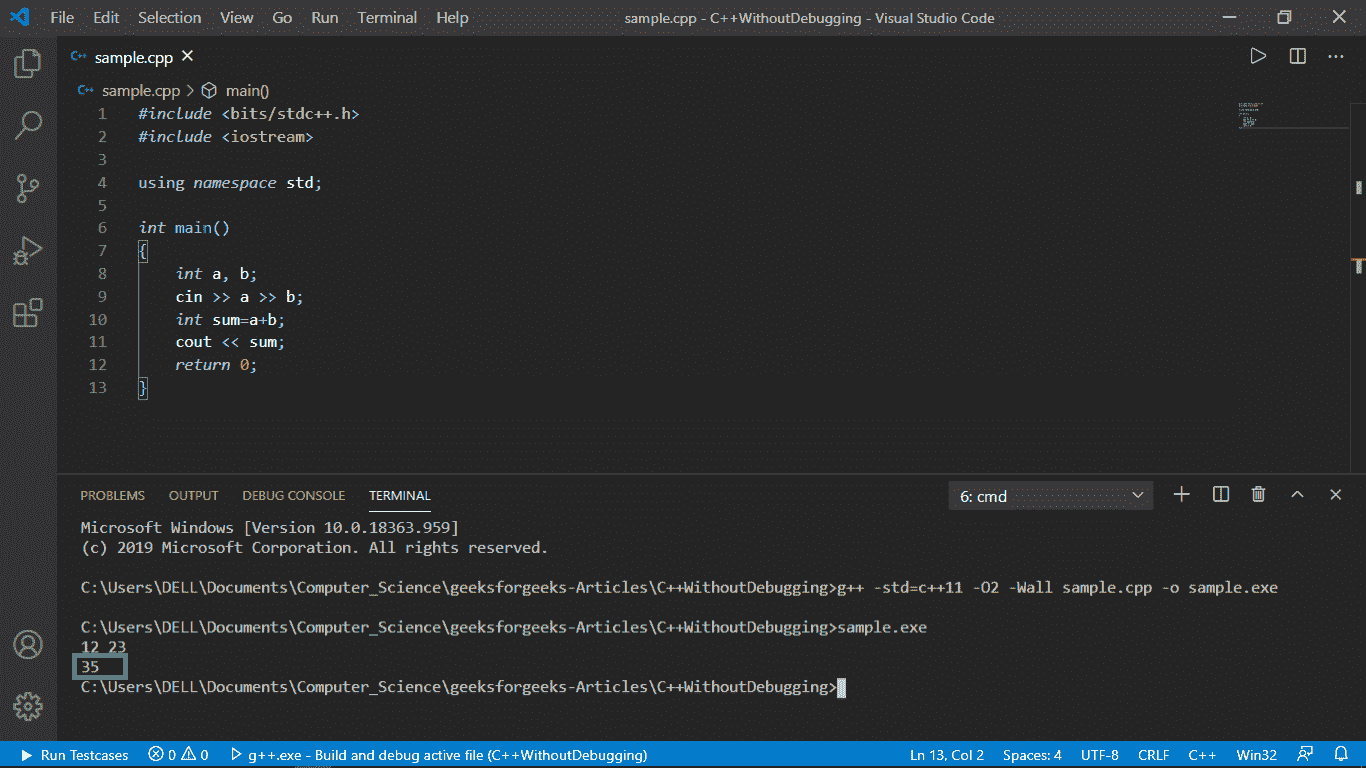 File Edit Selection View Go Run Terminal Help sample.cpp - C++WithoutDebugging - Visual Studio Code
C++ sample.cpp
C++ sample.cpp > main()
1 #include <bits/stdc++.h>
2 #include <iostream>
3
4 using namespace std;
5
6 int main()
7 {
8 int a, b;
9 cin >> a >> b;
10 int sum=a+b;
11 cout << sum;
12 return 0;
13 }
PROBLEMS OUTPUT DEBUG CONSOLE TERMINAL 6: cmd
Microsoft Windows [Version 10.0.18363.959]
(c) 2019 Microsoft Corporation. All rights reserved.
C:\Users\DELL\Documents\Computer_Science\geeksforgeeks-Articles\C++WithoutDebugging>g++ -std=c++11 -O2 -Wall sample.cpp -o sample.exe
C:\Users\DELL\Documents\Computer_Science\geeksforgeeks-Articles\C++WithoutDebugging>sample.exe
12 23
35
C:\Users\DELL\Documents\Computer_Science\geeksforgeeks-Articles\C++WithoutDebugging>
Run Testcases 0 0 g++.exe - Build and debug active file (C++WithoutDebugging) Ln 13, Col 2 Spaces: 4 UTF-8 CRLF C++ Win32